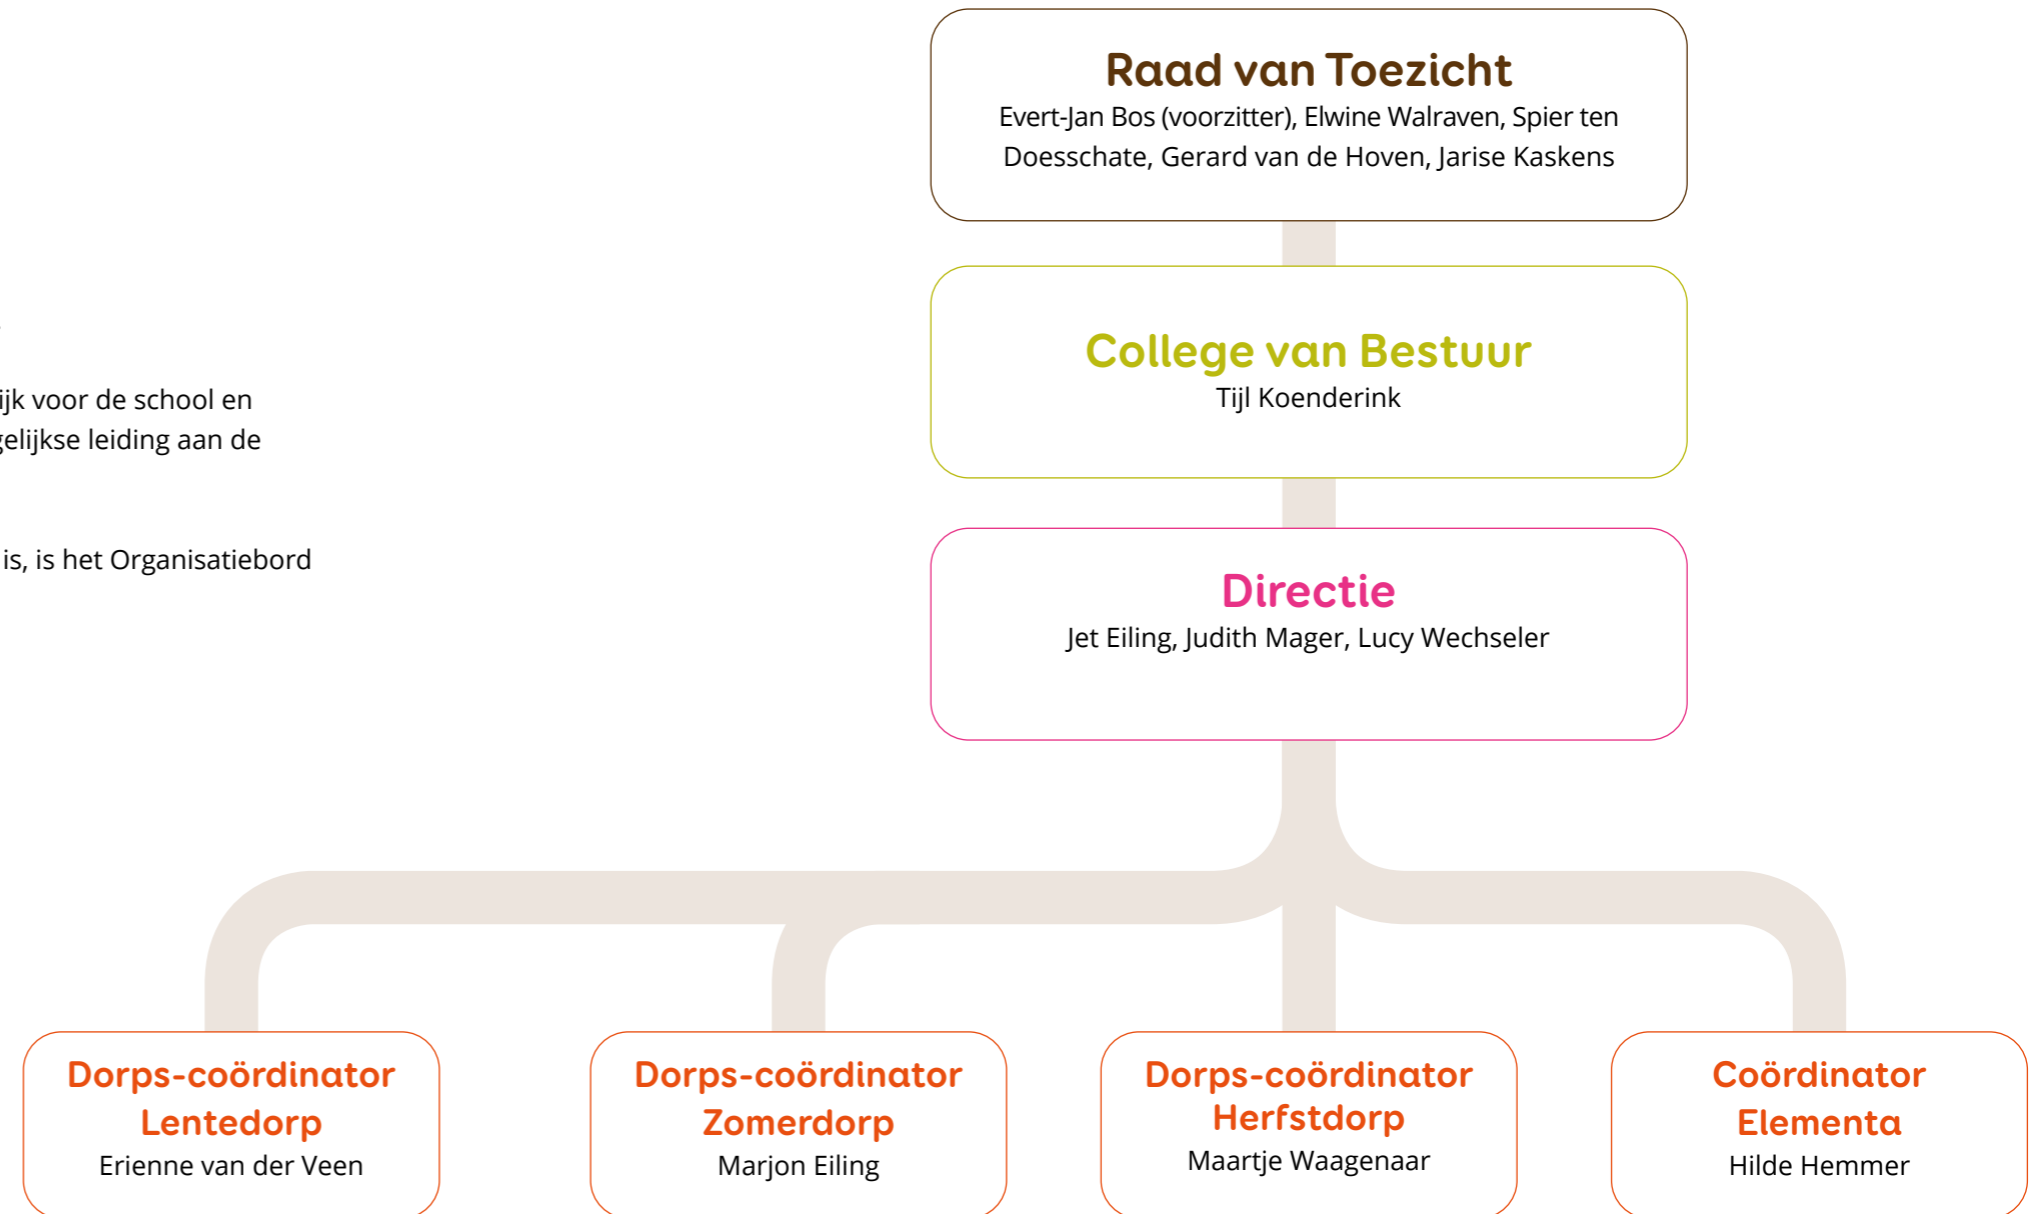 Raad van Toezicht
Evert-Jan Bos (voorzitter), Elwine Walraven, Spier ten
Doesschate, Gerard van de Hoven, Jarise Kaskens
College van Bestuur
Tijl Koenderink
voor de school en
leiding aan de
is, is het Organisatiebord
Directie
Jet Eiling, Judith Mager, Lucy Wechseler
Dorps-coördinator
Lentedorp
Erienne van der Veen
Dorps-coördinator
Zomerdorp
Marjon Eiling
Dorps-coördinator
Herfstdorp
Maartje Waagenaar
Coördinator
Elementa
Hilde Hemmer